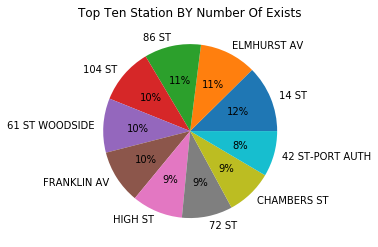 Top Ten Station BY Number Of Exists
86 ST
ELMHURST AV
104 ST
11%
11%
14 ST
10%
12%
61 ST WOODSIDE
10%
8%
42 ST-PORT AUTH
10%
9%
FRANKLIN AV
9%
9%
CHAMBERS ST
HIGH ST
72 ST